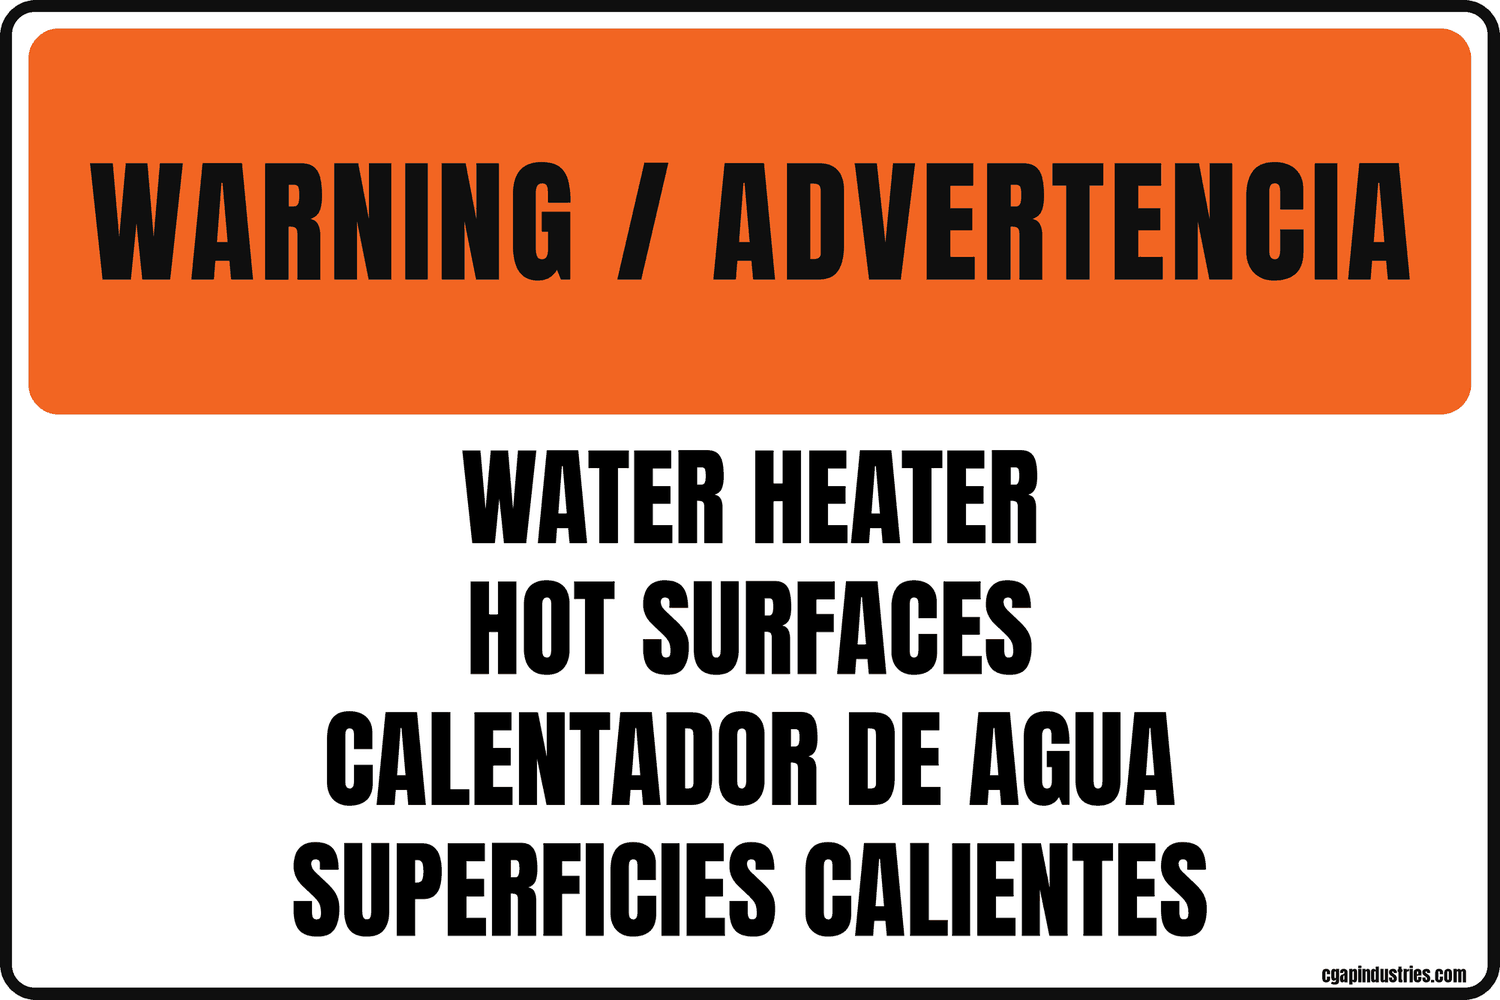 WARNING / ADVERTENCIA
WATER HEATER
HOT SURFACES
CALENTADOR DE AGUA
SUPERFICIES CALIENTES
cgapindustries.com